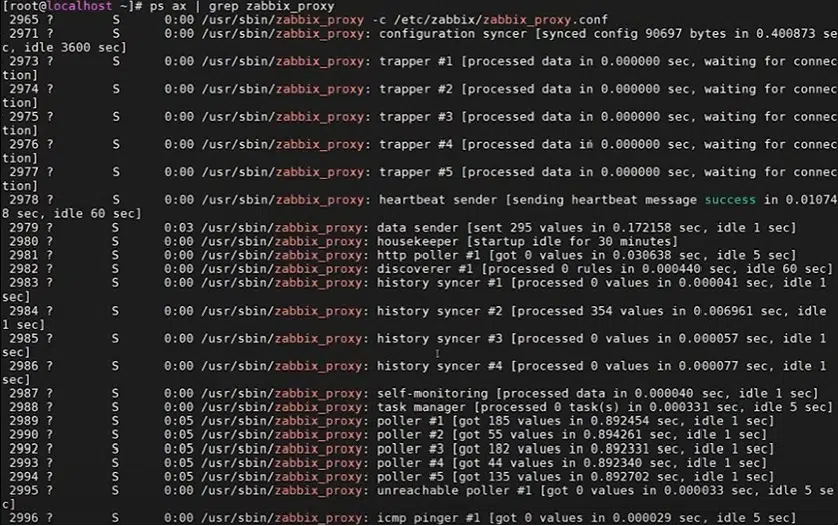 [root@localhost ~]# ps ax | grep zabbix_proxy
2965 ? S 0:00 /usr/sbin/zabbix_proxy -c /etc/zabbix/zabbix_proxy.conf
2971 ? S 0:00 /usr/sbin/zabbix_proxy: configuration syncer [synced config 90697 bytes in 0.400873 se
c, idle 3600 sec]
2973 ? S 0:00 /usr/sbin/zabbix_proxy: trapper #1 [processed data in 0.000000 sec, waiting for connec
tion]
2974 ? S 0:00 /usr/sbin/zabbix_proxy: trapper #2 [processed data in 0.000000 sec, waiting for connec
tion]
2975 ? S 0:00 /usr/sbin/zabbix_proxy: trapper #3 [processed data in 0.000000 sec, waiting for connec
tion]
2976 ? S 0:00 /usr/sbin/zabbix_proxy: trapper #4 [processed data in 0.000000 sec, waiting for connec
tion]
2977 ? S 0:00 /usr/sbin/zabbix_proxy: trapper #5 [processed data in 0.000000 sec, waiting for connec
tion]
2978 ? S 0:00 /usr/sbin/zabbix_proxy: heartbeat sender [sending heartbeat message success in 0.01074
8 sec, idle 60 sec]
2979 ? S 0:03 /usr/sbin/zabbix_proxy: data sender [sent 295 values in 0.172158 sec, idle 1 sec]
2980 ? S 0:00 /usr/sbin/zabbix_proxy: housekeeper [startup idle for 30 minutes]
2981 ? S 0:00 /usr/sbin/zabbix_proxy: http poller #1 [got 0 values in 0.030638 sec, idle 5 sec]
2982 ? S 0:00 /usr/sbin/zabbix_proxy: discoverer #1 [processed 0 rules in 0.000440 sec, idle 60 sec]
2983 ? S 0:00 /usr/sbin/zabbix_proxy: history syncer #1 [processed 0 values in 0.000041 sec, idle 1
sec]
2984 ? S 0:00 /usr/sbin/zabbix_proxy: history syncer #2 [processed 354 values in 0.006961 sec, idle
1 sec]
2985 ? S 0:00 /usr/sbin/zabbix_proxy: history syncer #3 [processed 0 values in 0.000057 sec, idle 1
sec]
2986 ? S 0:00 /usr/sbin/zabbix_proxy: history syncer #4 [processed 0 values in 0.000077 sec, idle 1
sec]
2987 ? S 0:00 /usr/sbin/zabbix_proxy: self-monitoring [processed data in 0.000040 sec, idle 1 sec]
2988 ? S 0:00 /usr/sbin/zabbix_proxy: task manager [processed 0 task(s) in 0.000331 sec, idle 5 sec]
2989 ? S 0:05 /usr/sbin/zabbix_proxy: poller #1 [got 185 values in 0.892454 sec, idle 1 sec]
2990 ? S 0:05 /usr/sbin/zabbix_proxy: poller #2 [got 55 values in 0.894261 sec, idle 1 sec]
2992 ? S 0:05 /usr/sbin/zabbix_proxy: poller #3 [got 182 values in 0.892331 sec, idle 1 sec]
2993 ? S 0:05 /usr/sbin/zabbix_proxy: poller #4 [got 44 values in 0.892340 sec, idle 1 sec]
2994 ? S 0:05 /usr/sbin/zabbix_proxy: poller #5 [got 135 values in 0.892702 sec, idle 1 sec]
2995 ? S 0:00 /usr/sbin/zabbix_proxy: unreachable poller #1 [got 0 values in 0.000033 sec, idle 5 se
c]
2996 ? S 0:00 /usr/sbin/zabbix_proxy: icmp pinger #1 [got 0 values in 0.000029 sec, idle 5 sec]